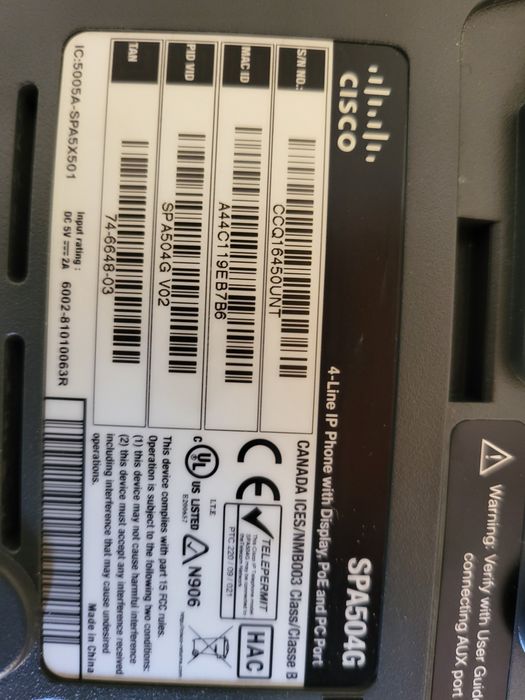 CISCO
SPA504G
4-Line IP Phone with Display, PoE and PC Port
S/N NO.:
CCQ16450UNT
MAC ID
A44C119EB7B6
PID VID
SPA504G V02
TAN
74-6648-03
IC:5005A-SPA5X501
Input rating :
DC 5V ⎓ 2A
6002-81010063R
CANADA ICES/NMB003 Class/Classe B
CE
TELEPERMIT
PTC 220 / 09 / 021
HAC
c UL US LISTED
I.T.E
N906
This device complies with part 15 FCC rules.
Operation is subject to the following two conditions:
(1) this device may not cause harmful interference
(2) this device must accept any interference received
including interference that may cause undesired
operations.
Made in China
Warning: Verify with User Guid
connecting AUX port